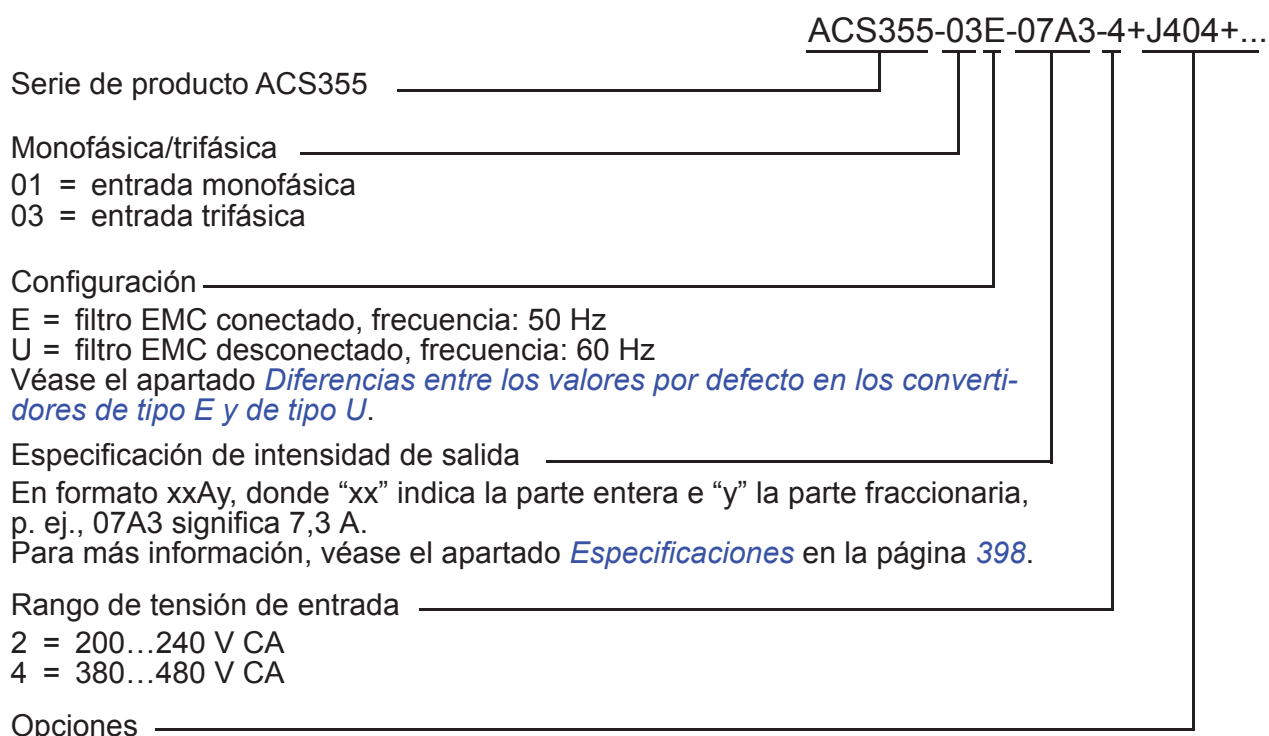 ACS355-03E-07A3-4+J404+...
Serie de producto ACS355
Monofásica/trifásica
01 = entrada monofásica
03 = entrada trifásica
Configuración
E = filtro EMC conectado, frecuencia: 50 Hz
U = filtro EMC desconectado, frecuencia: 60 Hz
Véase el apartado Diferencias entre los valores por defecto en los converti-
dores de tipo E y de tipo U.
Especificación de intensidad de salida
En formato xxAy, donde “xx” indica la parte entera e “y” la parte fraccionaria,
p. ej., 07A3 significa 7,3 A.
Para más información, véase el apartado Especificaciones en la página 398.
Rango de tensión de entrada
2 = 200…240 V CA
4 = 380…480 V CA
Opciones